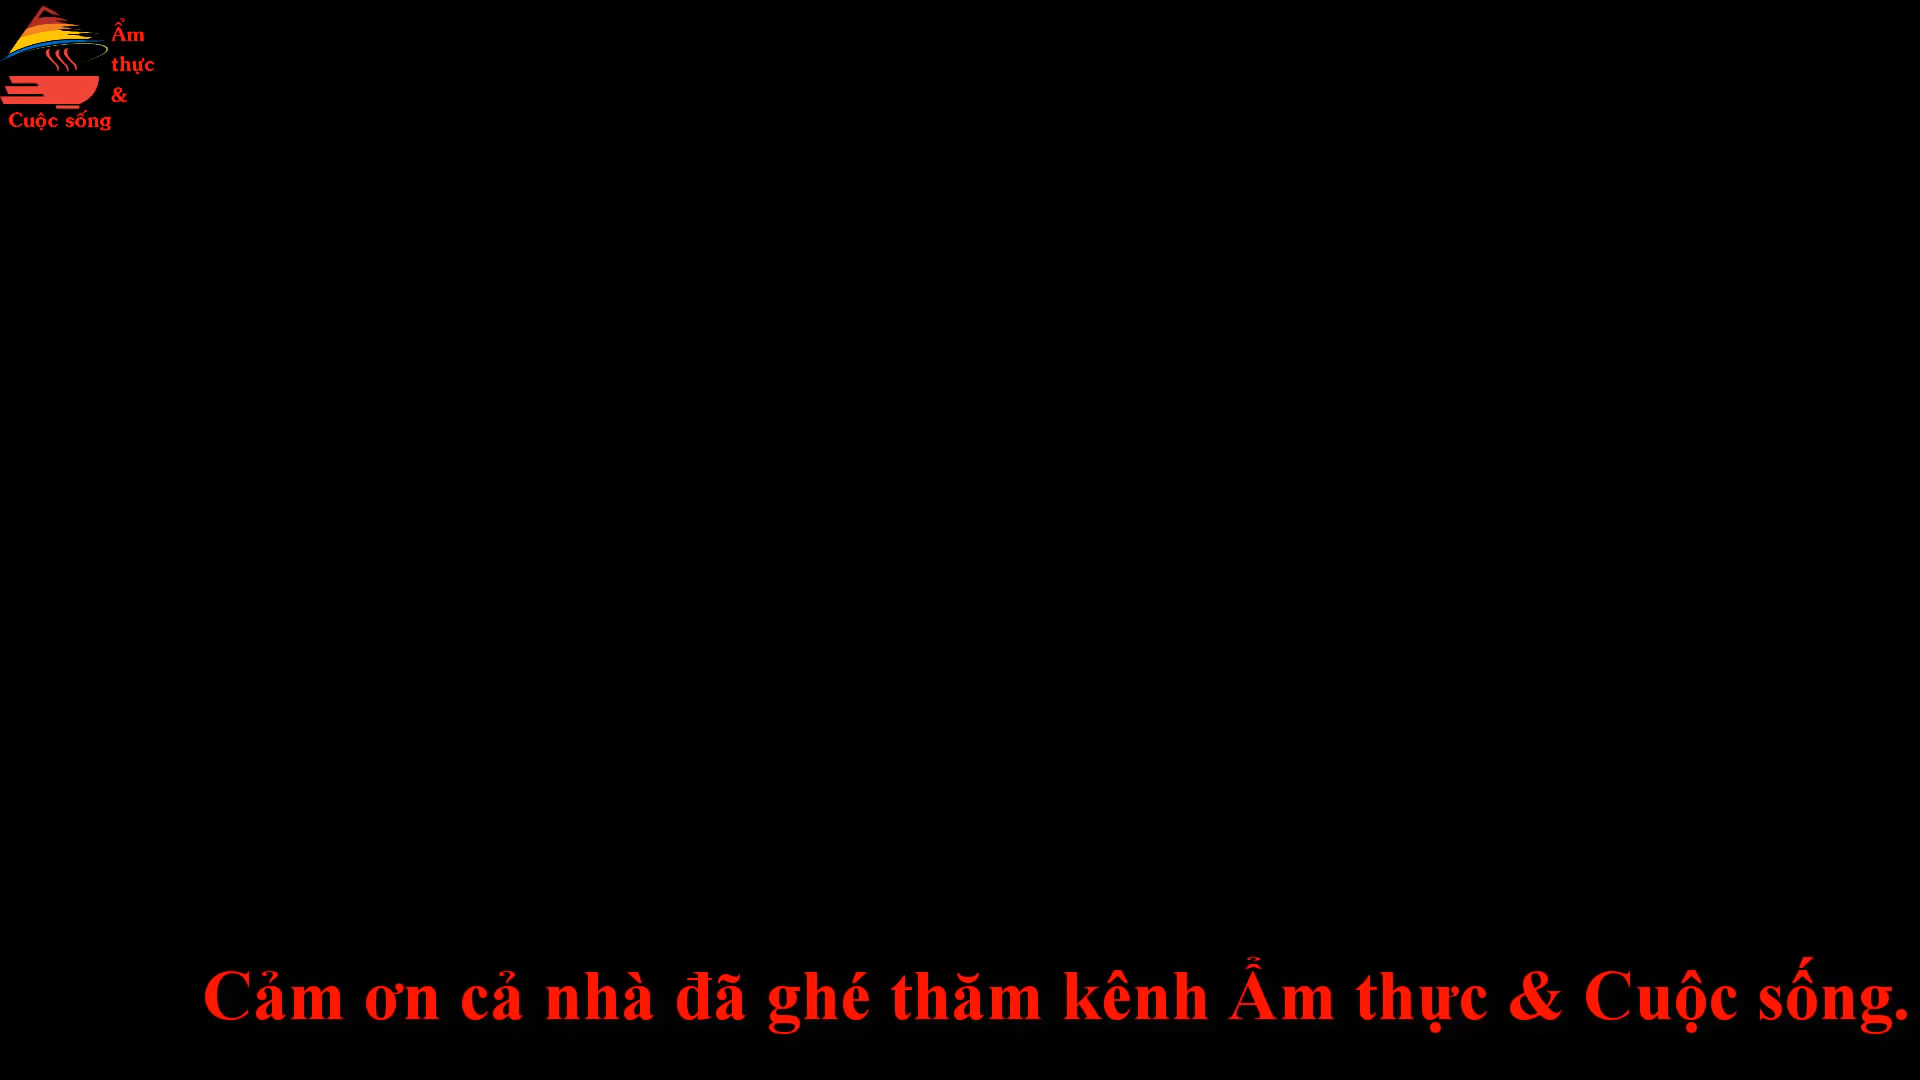 Ẩm
thực
&
Cuộc sống
Cảm ơn cả nhà đã ghé thăm kênh Ẩm thực & Cuộc sống.